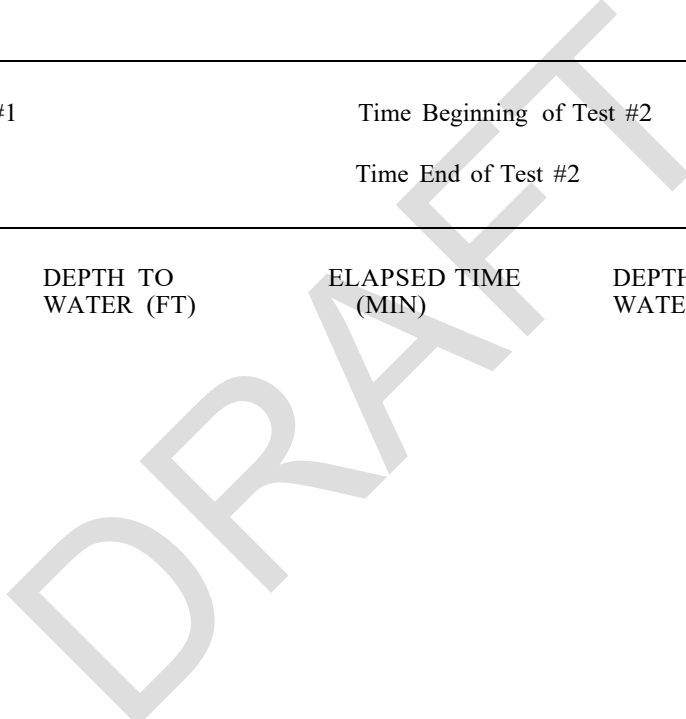 #1 Time Beginning of Test #2
Time End of Test #2
DEPTH TO ELAPSED TIME DEPTH
WATER (FT) (MIN) WATE
DRAFT